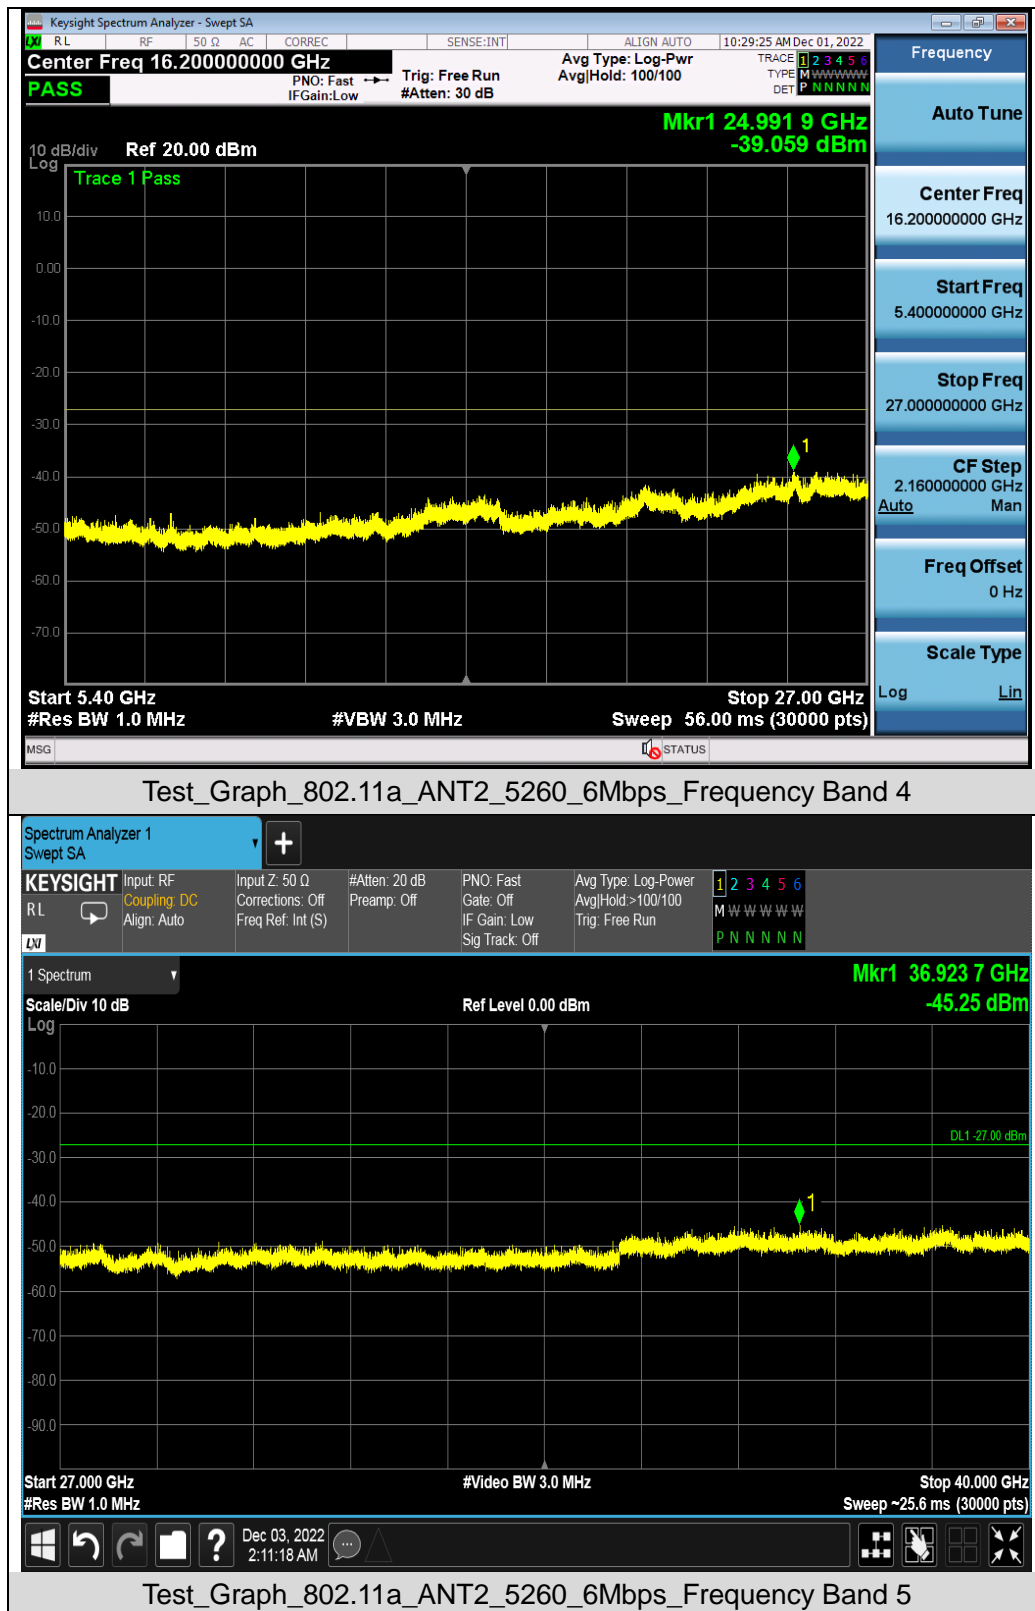 Keysight Spectrum Analyzer - Swept SA
LXI RL RF 50 Ω AC CORREC SENSE:INT ALIGN AUTO 10:29:25 AM Dec 01, 2022
Center Freq 16.200000000 GHz
PASS
PNO: Fast
IFGain:Low
Trig: Free Run
#Atten: 30 dB
Avg Type: Log-Pwr
Avg|Hold: 100/100
TRACE 1 2 3 4 5 6
TYPE M W W W W W
DET P N N N N N
Mkr1 24.991 9 GHz
-39.059 dBm
10 dB/div Ref 20.00 dBm
Log
Trace 1 Pass
10.0
0.00
-10.0
-20.0
-30.0
-40.0
-50.0
-60.0
-70.0
1
Start 5.40 GHz
Stop 27.00 GHz
#Res BW 1.0 MHz
#VBW 3.0 MHz
Sweep 56.00 ms (30000 pts)
MSG
STATUS
Frequency
Auto Tune
Center Freq
16.200000000 GHz
Start Freq
5.400000000 GHz
Stop Freq
27.000000000 GHz
CF Step
2.160000000 GHz
Auto Man
Freq Offset
0 Hz
Scale Type
Log Lin
Test_Graph_802.11a_ANT2_5260_6Mbps_Frequency Band 4
Spectrum Analyzer 1
Swept SA
+
KEYSIGHT
RL
LXI
Input: RF
Coupling: DC
Align: Auto
Input Z: 50 Ω
Corrections: Off
Freq Ref: Int (S)
#Atten: 20 dB
Preamp: Off
PNO: Fast
Gate: Off
IF Gain: Low
Sig Track: Off
Avg Type: Log-Power
Avg|Hold:>100/100
Trig: Free Run
1 2 3 4 5 6
M W W W W W
P N N N N N
1 Spectrum
Mkr1 36.923 7 GHz
-45.25 dBm
Scale/Div 10 dB
Ref Level 0.00 dBm
Log
-10.0
-20.0
-30.0
-40.0
-50.0
-60.0
-70.0
-80.0
-90.0
DL1 -27.00 dBm
1
Start 27.000 GHz
#Video BW 3.0 MHz
Stop 40.000 GHz
#Res BW 1.0 MHz
Sweep ~25.6 ms (30000 pts)
?
Dec 03, 2022
2:11:18 AM
Test_Graph_802.11a_ANT2_5260_6Mbps_Frequency Band 5